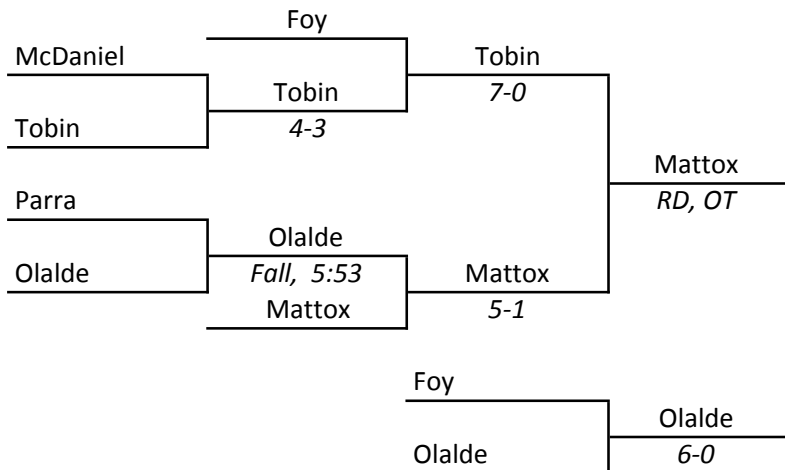 Foy
McDaniel
Tobin
Tobin
7-0
4-3
Tobin
Mattox
RD, OT
Parra
Olalde
Olalde
Fall, 5:53
Mattox
5-1
Mattox
Foy
Olalde
6-0
Olalde